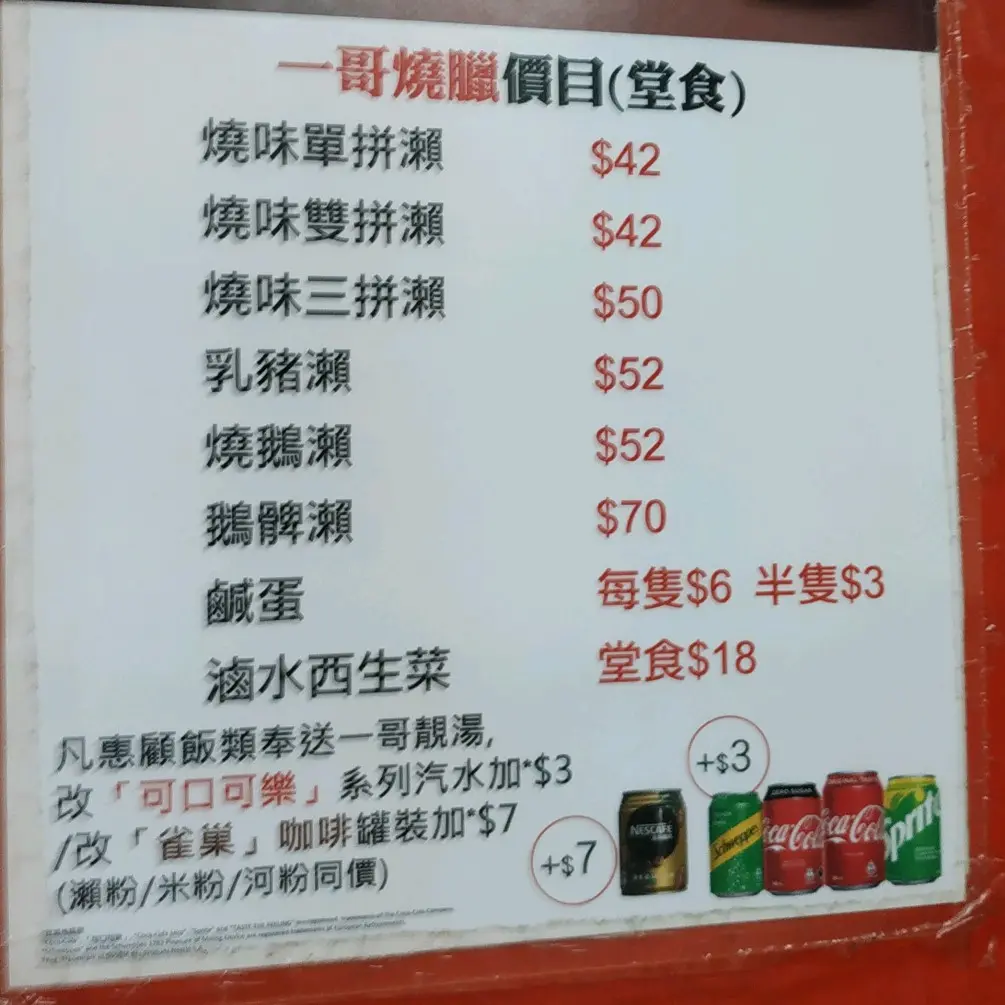 一哥燒臘價目(堂食)
燒味單拼瀨 $42
燒味雙拼瀨 $42
燒味三拼瀨 $50
乳豬瀨 $52
燒鵝瀨 $52
鵝髀瀨 $70
鹹蛋 每隻$6 半隻$3
滷水西生菜 堂食$18
凡惠顧飯類奉送一哥靚湯,
改「可口可樂」系列汽水加*$3
/改「雀巢」咖啡罐裝加*$7
(瀨粉/米粉/河粉同價)
+$3
+$7
NESCAFÉ
Schweppes
ZERO SUGAR
Coca-Cola
Coca-Cola
Sprite